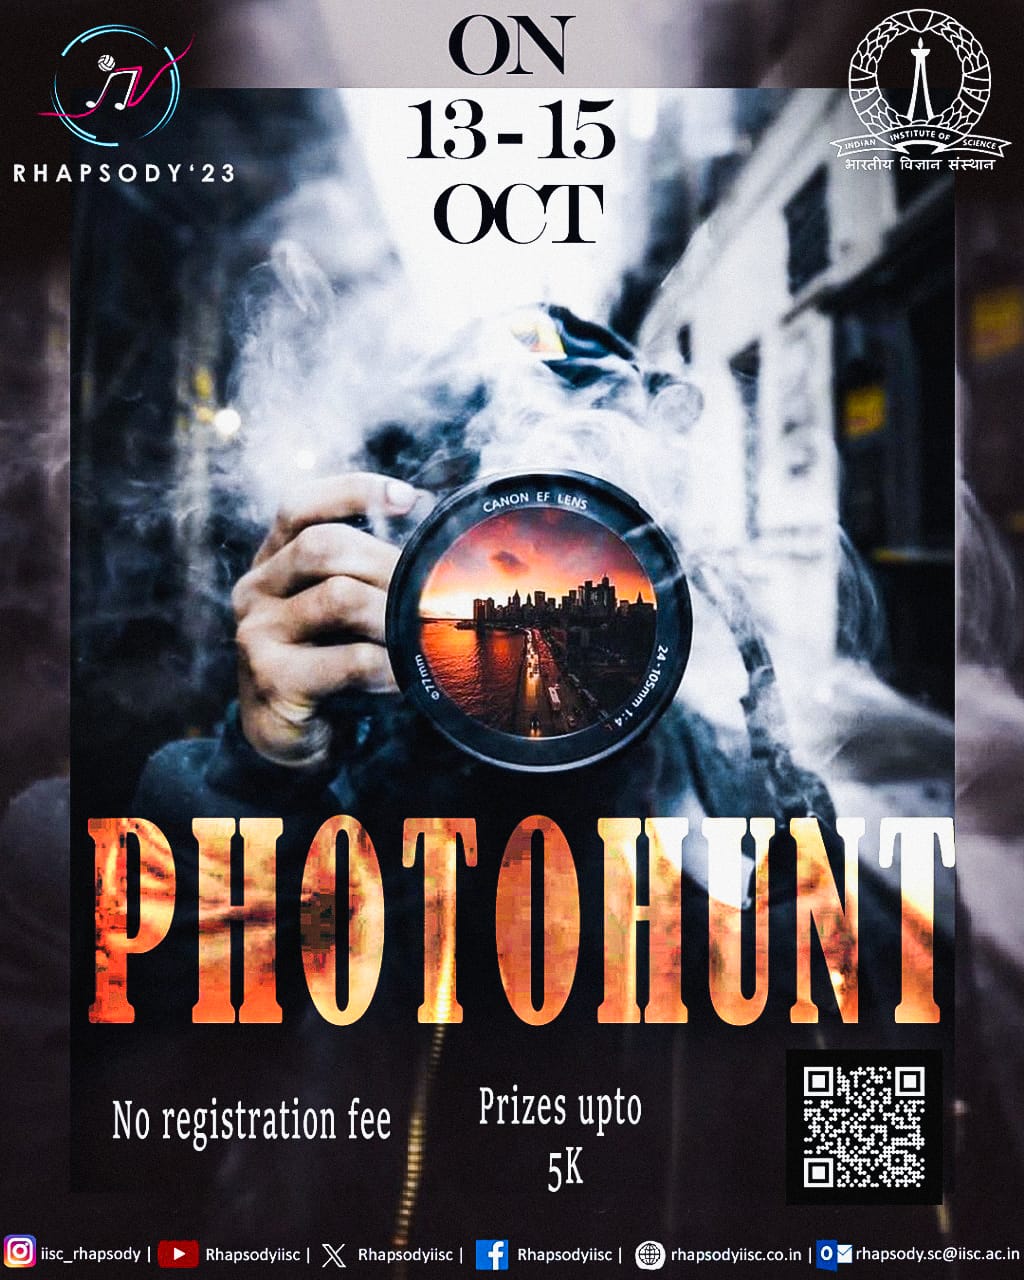 ON
13 - 15
OCT
RHAPSODY‘23
INDIAN INSTITUTE OF SCIENCE
भारतीय विज्ञान संस्थान
CANON EF LENS
⌀77mm
24-105mm 1:4 L
PHOTOHUNT
No registration fee
Prizes upto
5K
iisc_rhapsody | Rhapsodyiisc | Rhapsodyiisc | Rhapsodyiisc | rhapsodyiisc.co.in | rhapsody.sc@iisc.ac.in